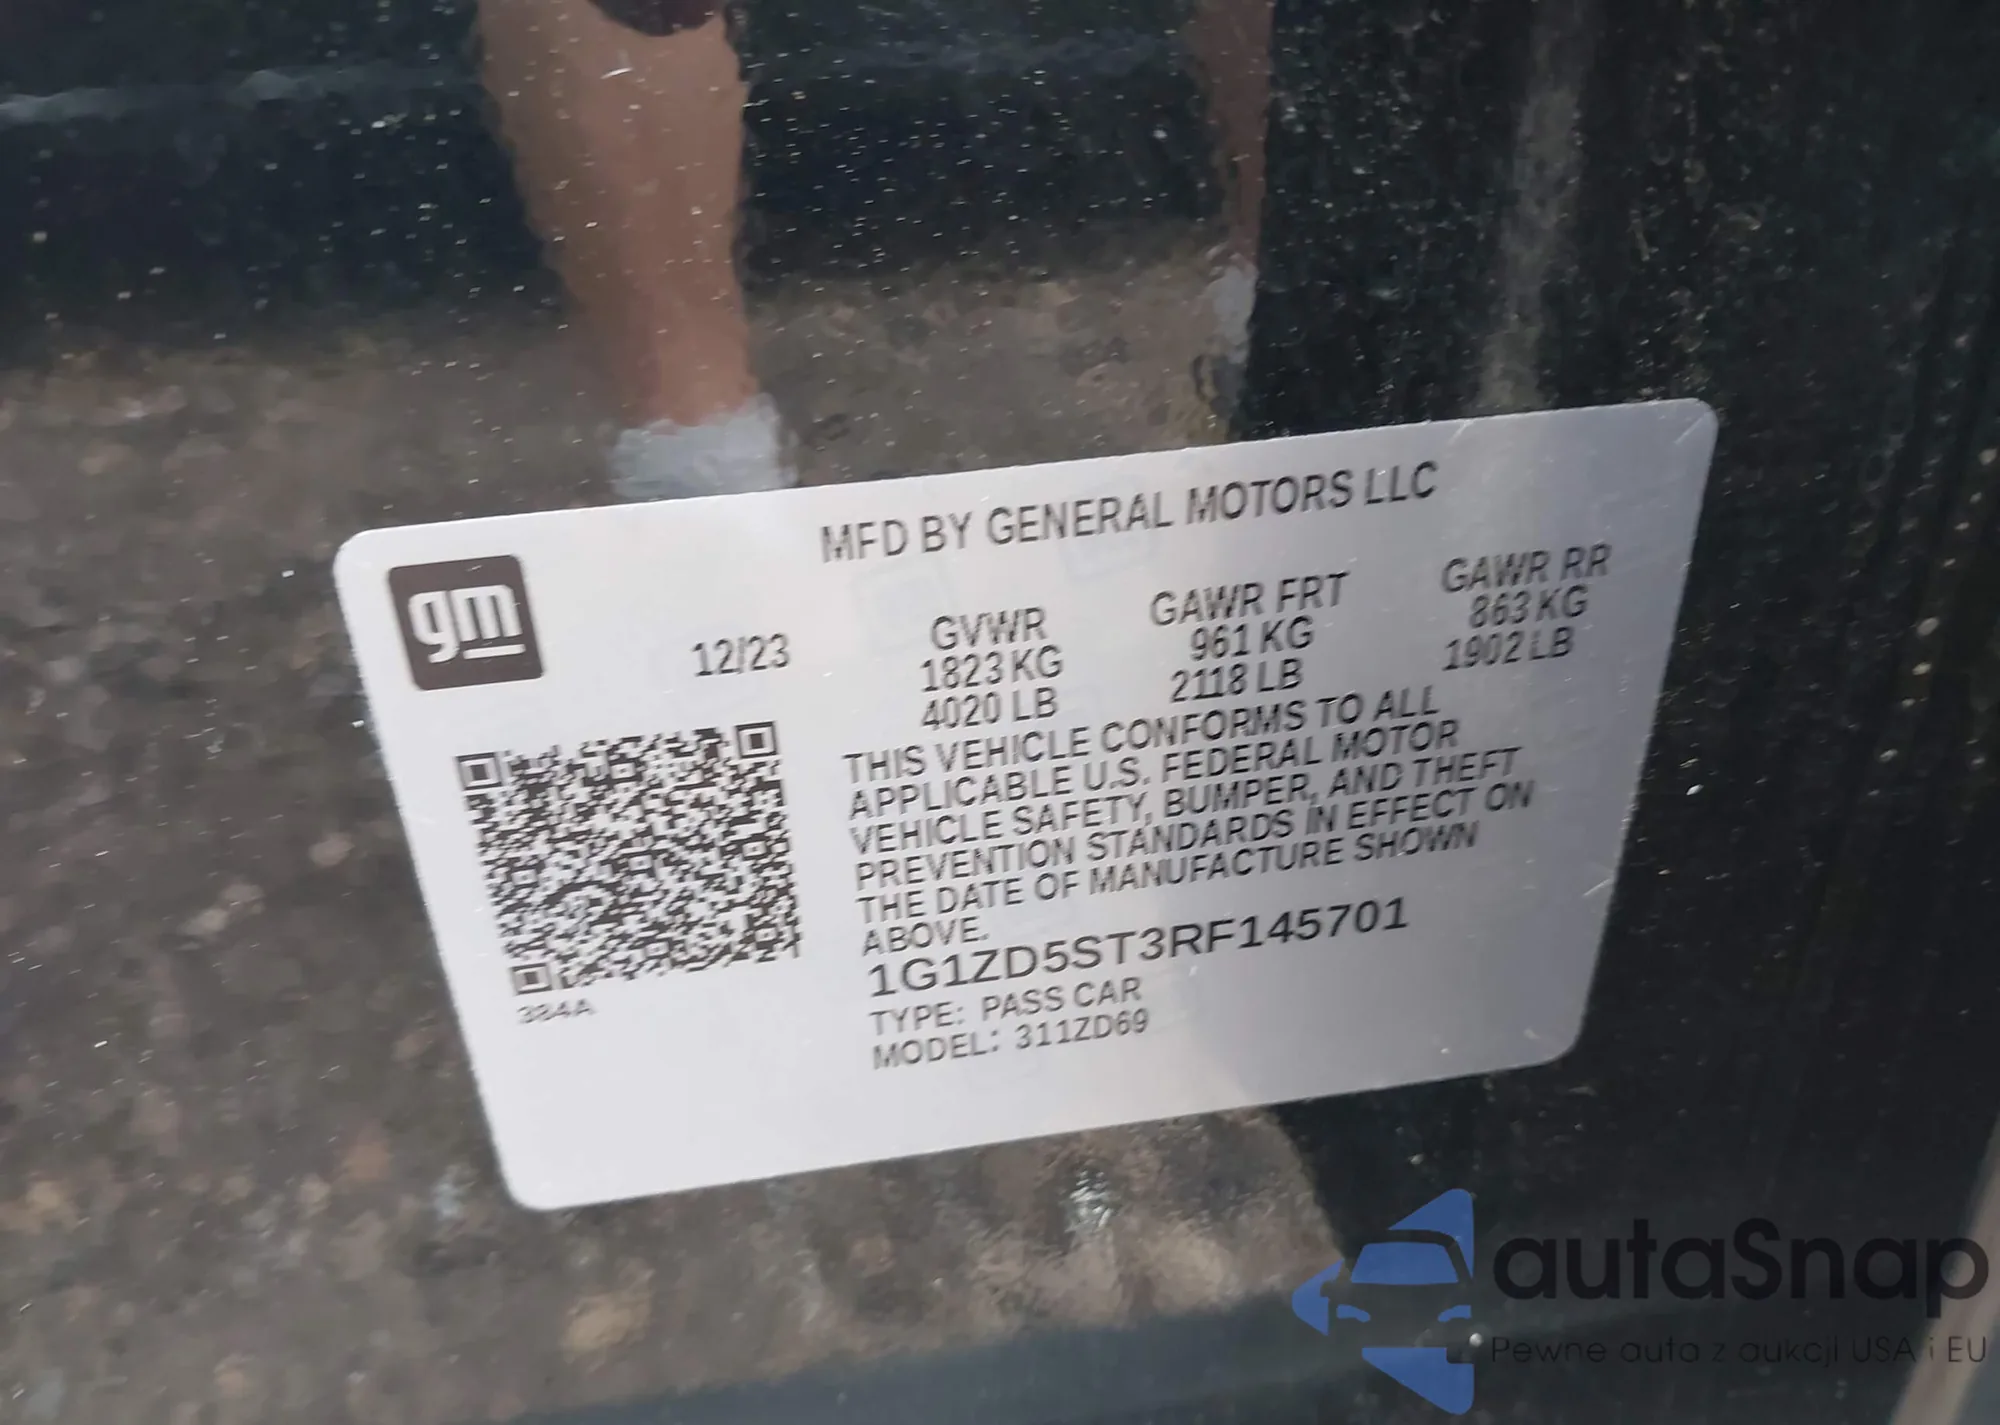 MFD BY GENERAL MOTORS LLC
gm
12/23
GVWR
1823 KG
4020 LB
GAWR FRT
961 KG
2118 LB
GAWR RR
863 KG
1902 LB
THIS VEHICLE CONFORMS TO ALL
APPLICABLE U.S. FEDERAL MOTOR
VEHICLE SAFETY, BUMPER, AND THEFT
PREVENTION STANDARDS IN EFFECT ON
THE DATE OF MANUFACTURE SHOWN
ABOVE.
1G1ZD5ST3RF145701
TYPE: PASS CAR
MODEL: 311ZD69
384A
autaSnap
Pewne auta z aukcji USA i EU